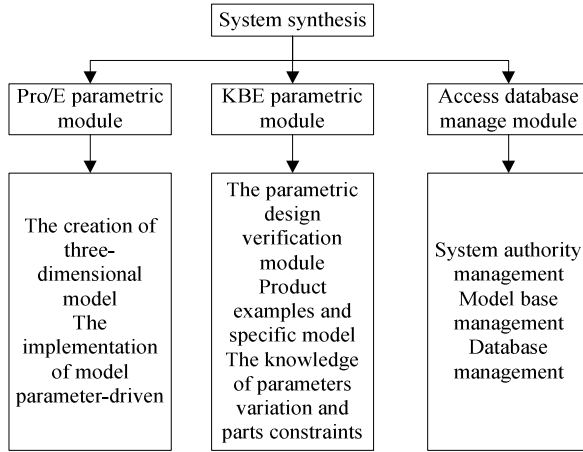 System synthesis
Pro/E parametric
module
KBE parametric
module
Access database
manage module
The creation of
three-
dimensional
model
The
implementation
of model
parameter-driven
The parametric
design
verification
module
Product
examples and
specific model
The knowledge
of parameters
variation and
parts constraints
System authority
management
Model base
management
Database
management